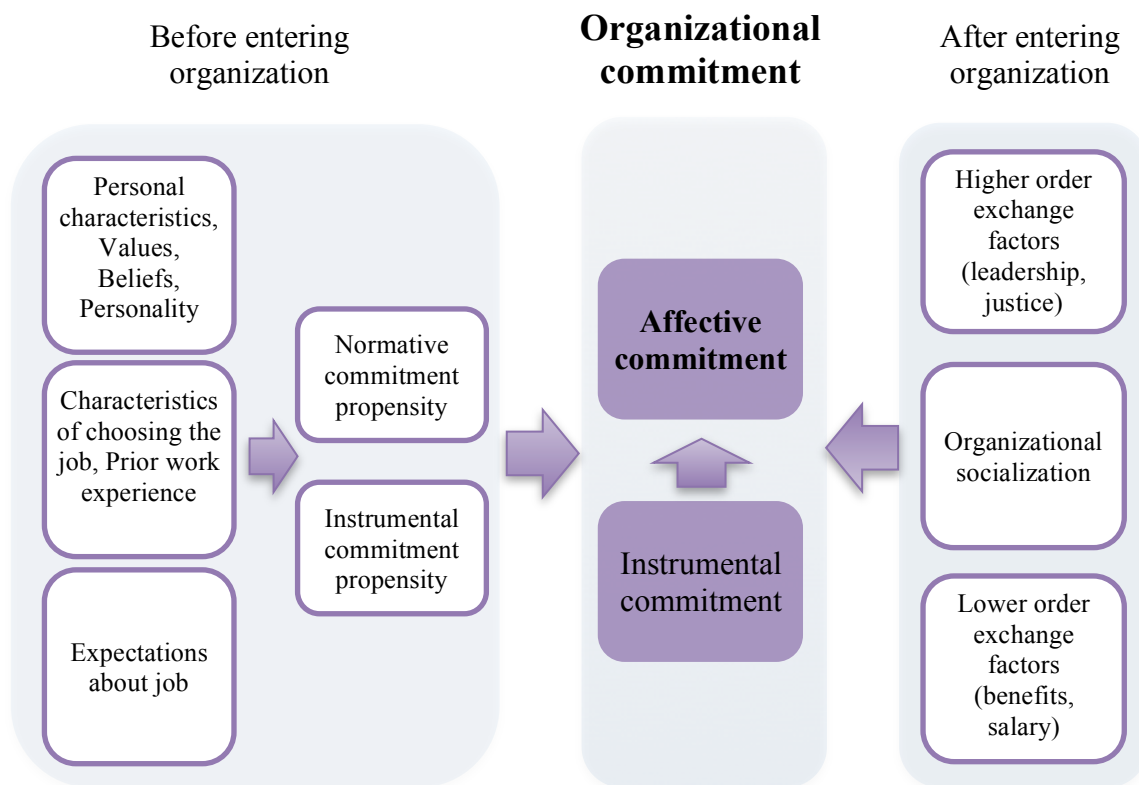 Before entering
organization
Organizational
commitment
After entering
organization
Personal
characteristics,
Values,
Beliefs,
Personality
Characteristics
of choosing the
job, Prior work
experience
Expectations
about job
Normative
commitment
propensity
Instrumental
commitment
propensity
Affective
commitment
Instrumental
commitment
Higher order
exchange
factors
(leadership,
justice)
Organizational
socialization
Lower order
exchange
factors
(benefits,
salary)